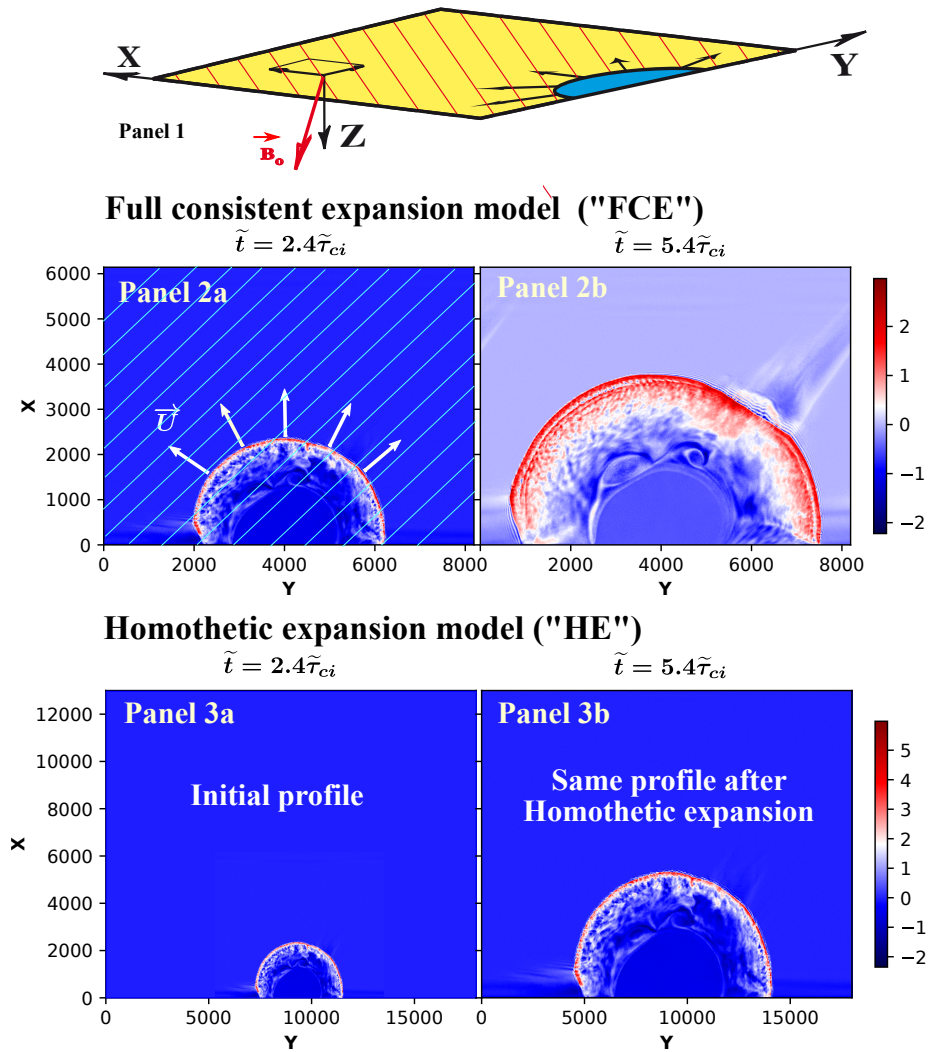 X
Y
Z
B₀
Panel 1
Full consistent expansion model ("FCE")
t̃ = 2.4τ̃ci
t̃ = 5.4τ̃ci
Panel 2a
Panel 2b
U
X
6000
5000
4000
3000
2000
1000
0
0 2000 4000 6000 8000
Y
0 2000 4000 6000 8000
Y
2
1
0
−1
−2
Homothetic expansion model ("HE")
t̃ = 2.4τ̃ci
t̃ = 5.4τ̃ci
Panel 3a
Panel 3b
Initial profile
Same profile after
Homothetic expansion
X
12000
10000
8000
6000
4000
2000
0
0 5000 10000 15000
Y
0 5000 10000 15000
Y
5
4
3
2
1
0
−1
−2